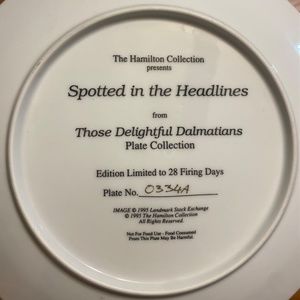 The Hamilton Collection
presents
Spotted in the Headlines
from
Those Delightful Dalmatians
Plate Collection
Edition Limited to 28 Firing Days
Plate No. 0334A
IMAGE © 1995 Landmark Stock Exchange
© 1995 The Hamilton Collection
All Rights Reserved.
Not For Food Use - Food Consumed
From This Plate May Be Harmful.